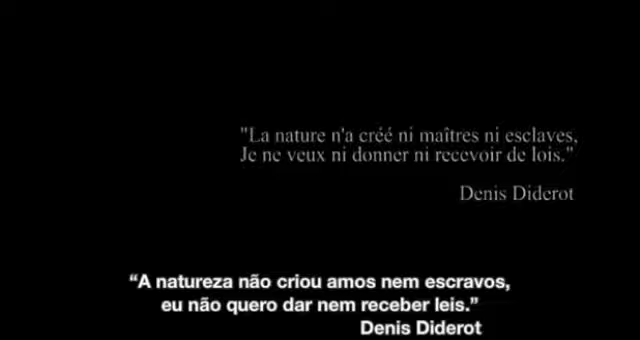 "La nature n'a créé ni maîtres ni esclaves,
Je ne veux ni donner ni recevoir de lois."
Denis Diderot
“A natureza não criou amos nem escravos,
eu não quero dar nem receber leis.”
Denis Diderot